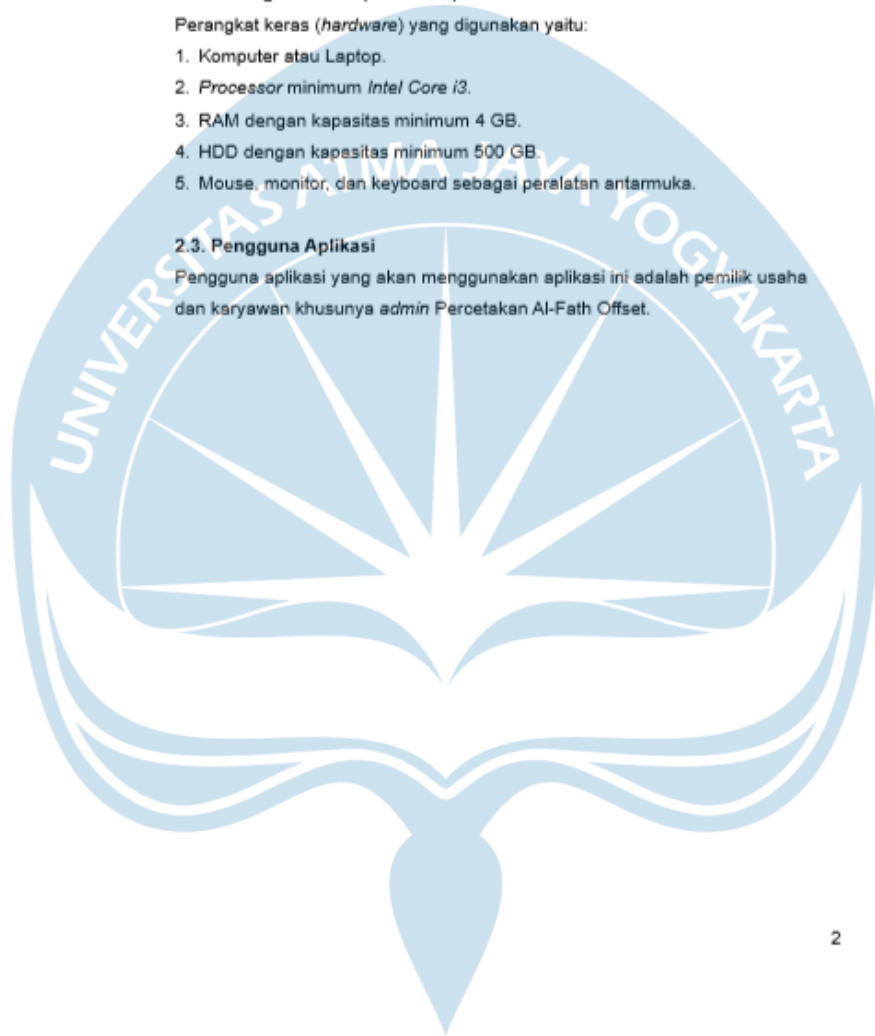 Perangkat keras (hardware) yang digunakan yaitu:
1. Komputer atau Laptop.
2. Processor minimum Intel Core i3.
3. RAM dengan kapasitas minimum 4 GB.
4. HDD dengan kapasitas minimum 500 GB.
5. Mouse, monitor, dan keyboard sebagai peralatan antarmuka.
UNIVERSITAS ATMA JAYA YOGYAKARTA
2.3. Pengguna Aplikasi
Pengguna aplikasi yang akan menggunakan aplikasi ini adalah pemilik usaha
dan karyawan khusunya admin Percetakan Al-Fath Offset.
2